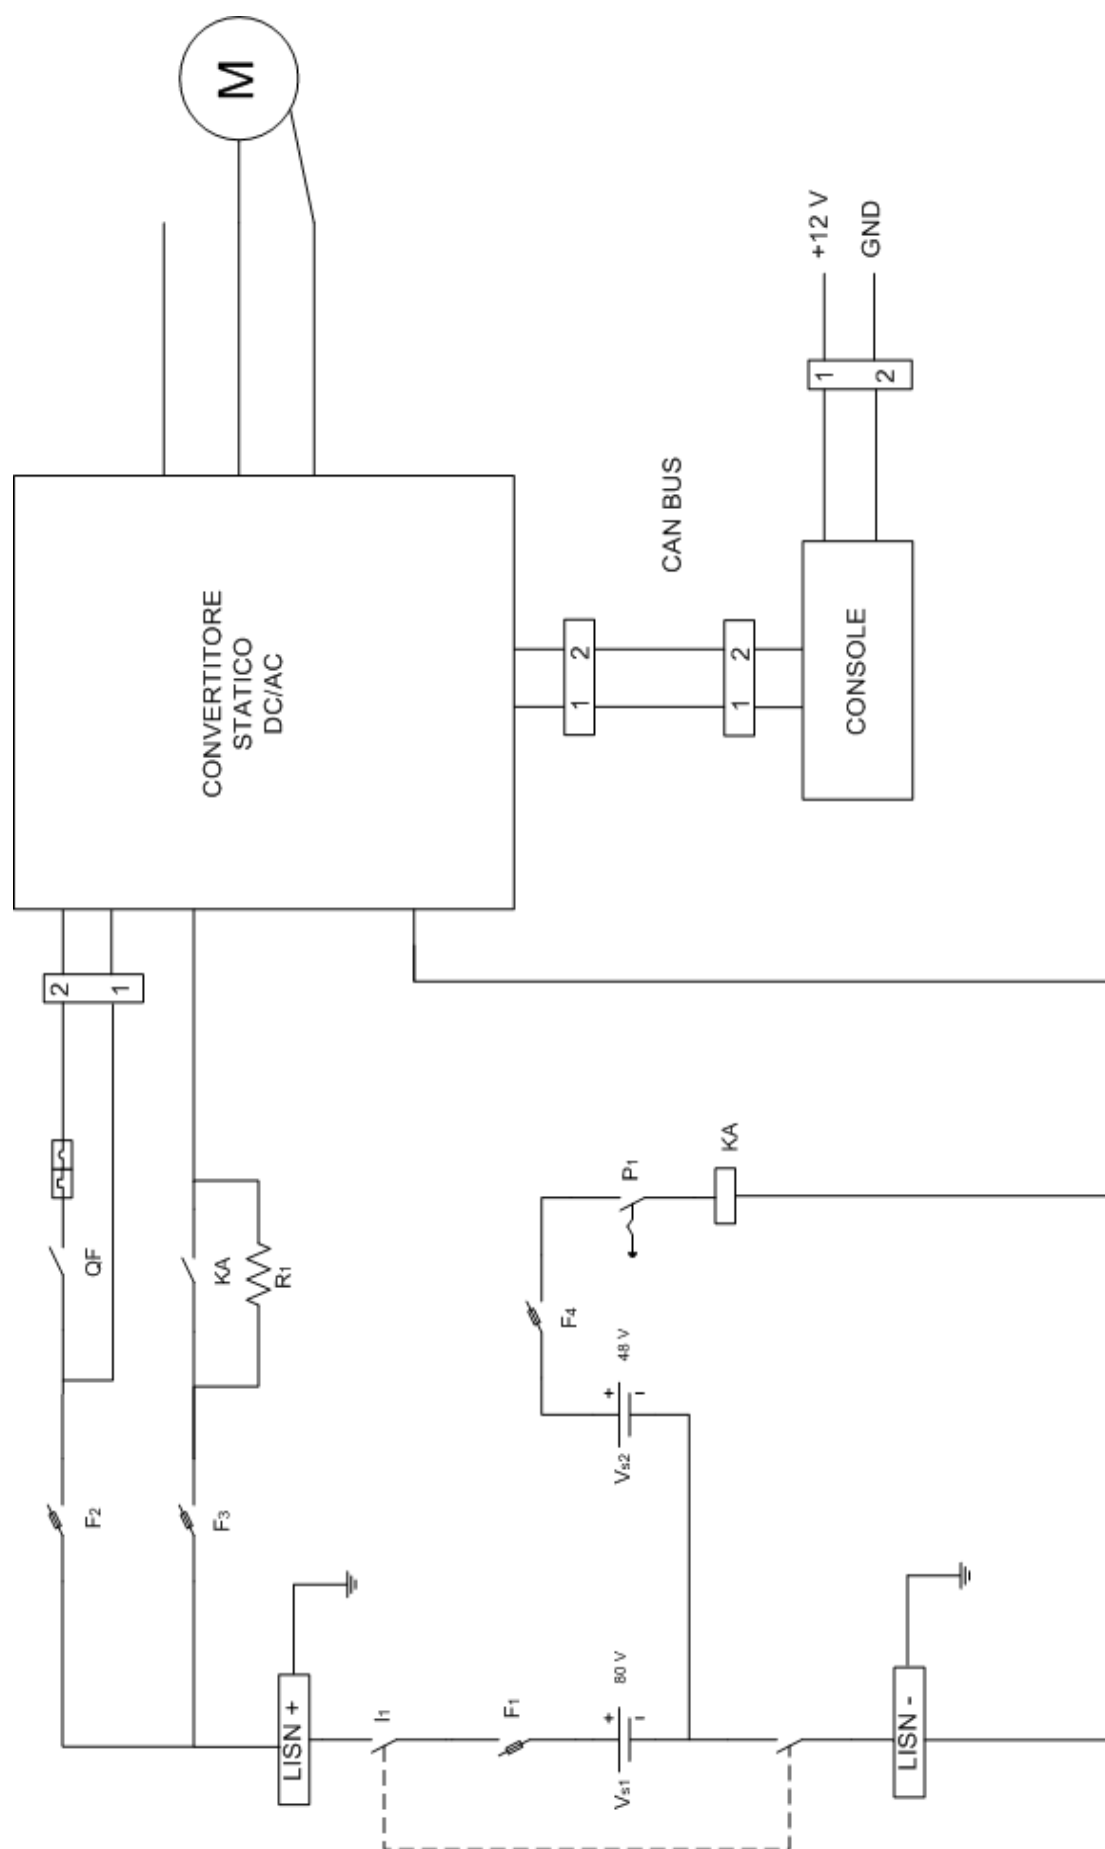 M
+12 V
GND
1
2
CAN BUS
CONVERTITORE
STATICO
DC/AC
1 2
1 2
CONSOLE
2
1
QF
KA
R1
P1
KA
F4
48 V
+
-
Vs2
F2
F3
LISN +
I1
F1
80 V
+
-
Vs1
LISN -